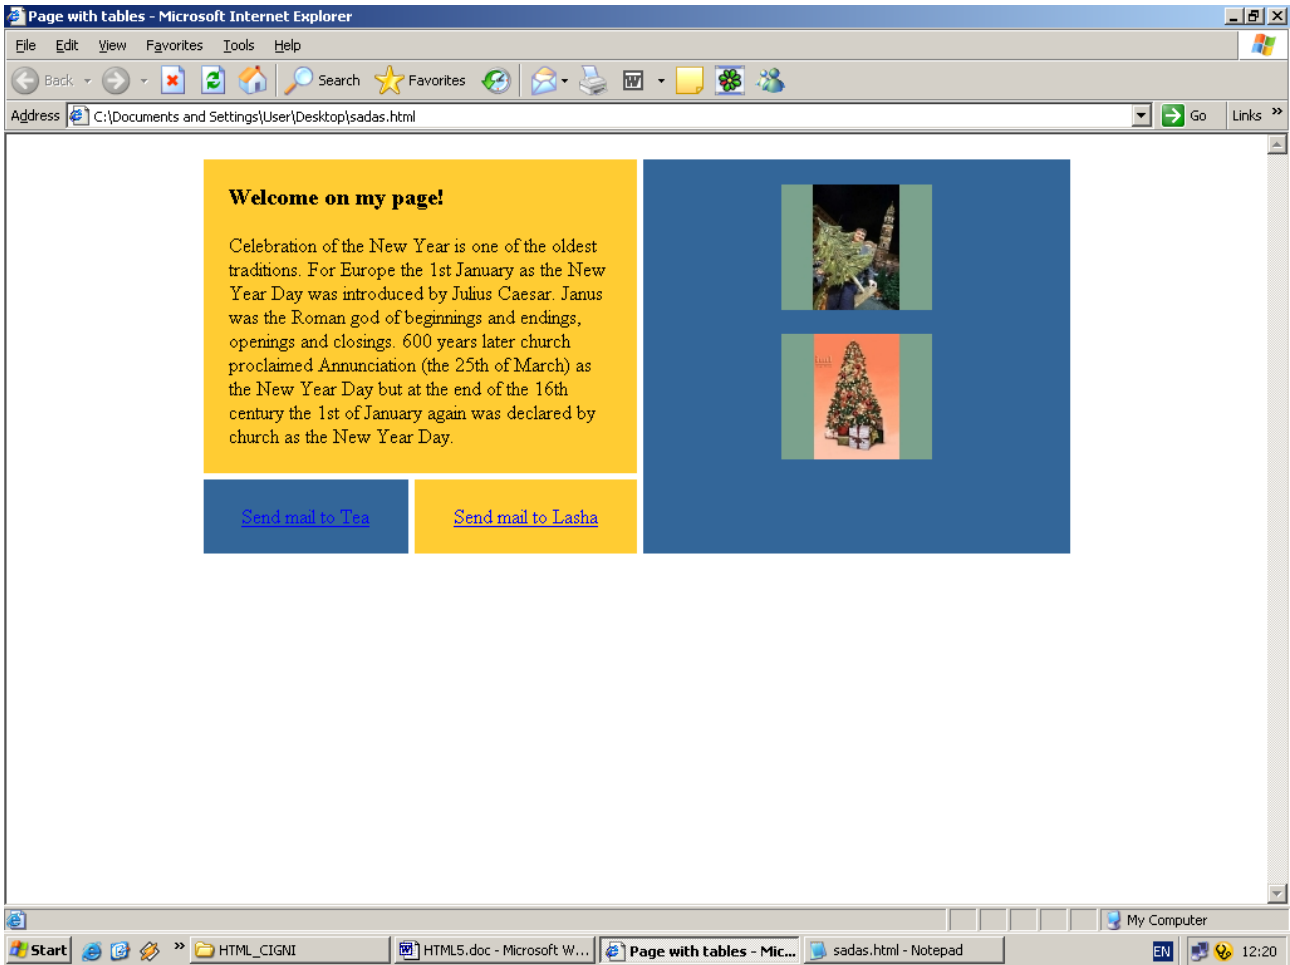 Page with tables - Microsoft Internet Explorer
File Edit View Favorites Tools Help
Back Search Favorites
Address C:\Documents and Settings\User\Desktop\sadas.html Go Links »
Welcome on my page!
Celebration of the New Year is one of the oldest
traditions. For Europe the 1st January as the New
Year Day was introduced by Julius Caesar. Janus
was the Roman god of beginnings and endings,
openings and closings. 600 years later church
proclaimed Annunciation (the 25th of March) as
the New Year Day but at the end of the 16th
century the 1st of January again was declared by
church as the New Year Day.
Send mail to Tea Send mail to Lasha
My Computer
Start » HTML_CIGNI HTML5.doc - Microsoft W... Page with tables - Mic... sadas.html - Notepad EN 12:20